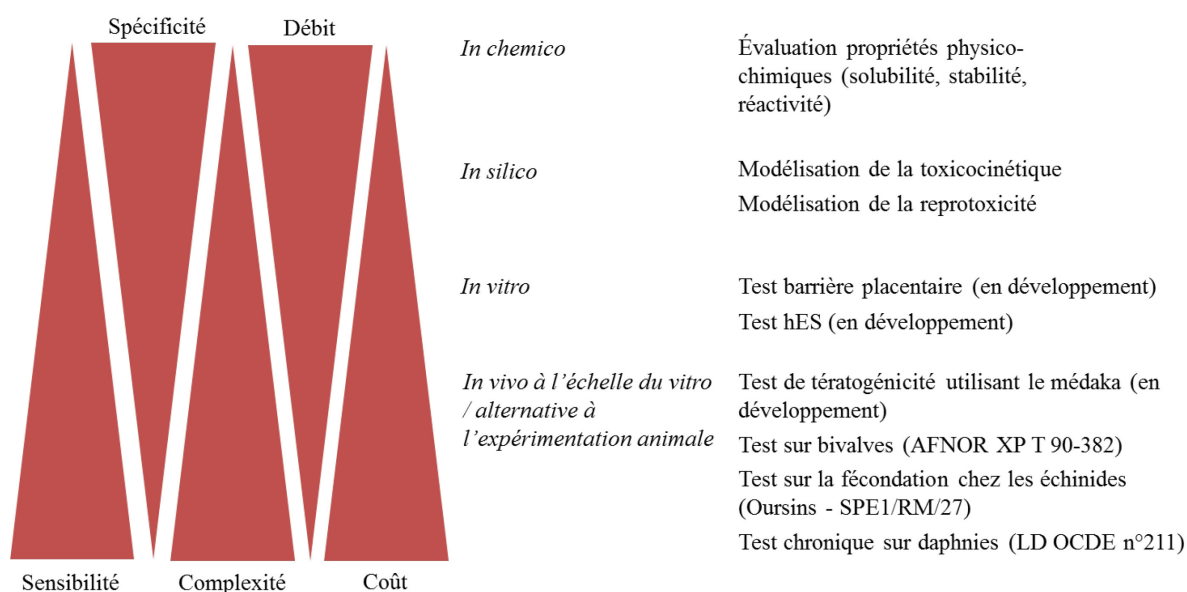 Spécificité
Débit
In chemico
Évaluation propriétés physico-
chimiques (solubilité, stabilité,
réactivité)
In silico
Modélisation de la toxicocinétique
Modélisation de la reprotoxicité
In vitro
Test barrière placentaire (en développement)
Test hES (en développement)
In vivo à l’échelle du vitro
/ alternative à
l’expérimentation animale
Test de tératogénicité utilisant le médaka (en
développement)
Test sur bivalves (AFNOR XP T 90-382)
Test sur la fécondation chez les échinides
(Oursins - SPE1/RM/27)
Test chronique sur daphnies (LD OCDE n°211)
Sensibilité
Complexité
Coût